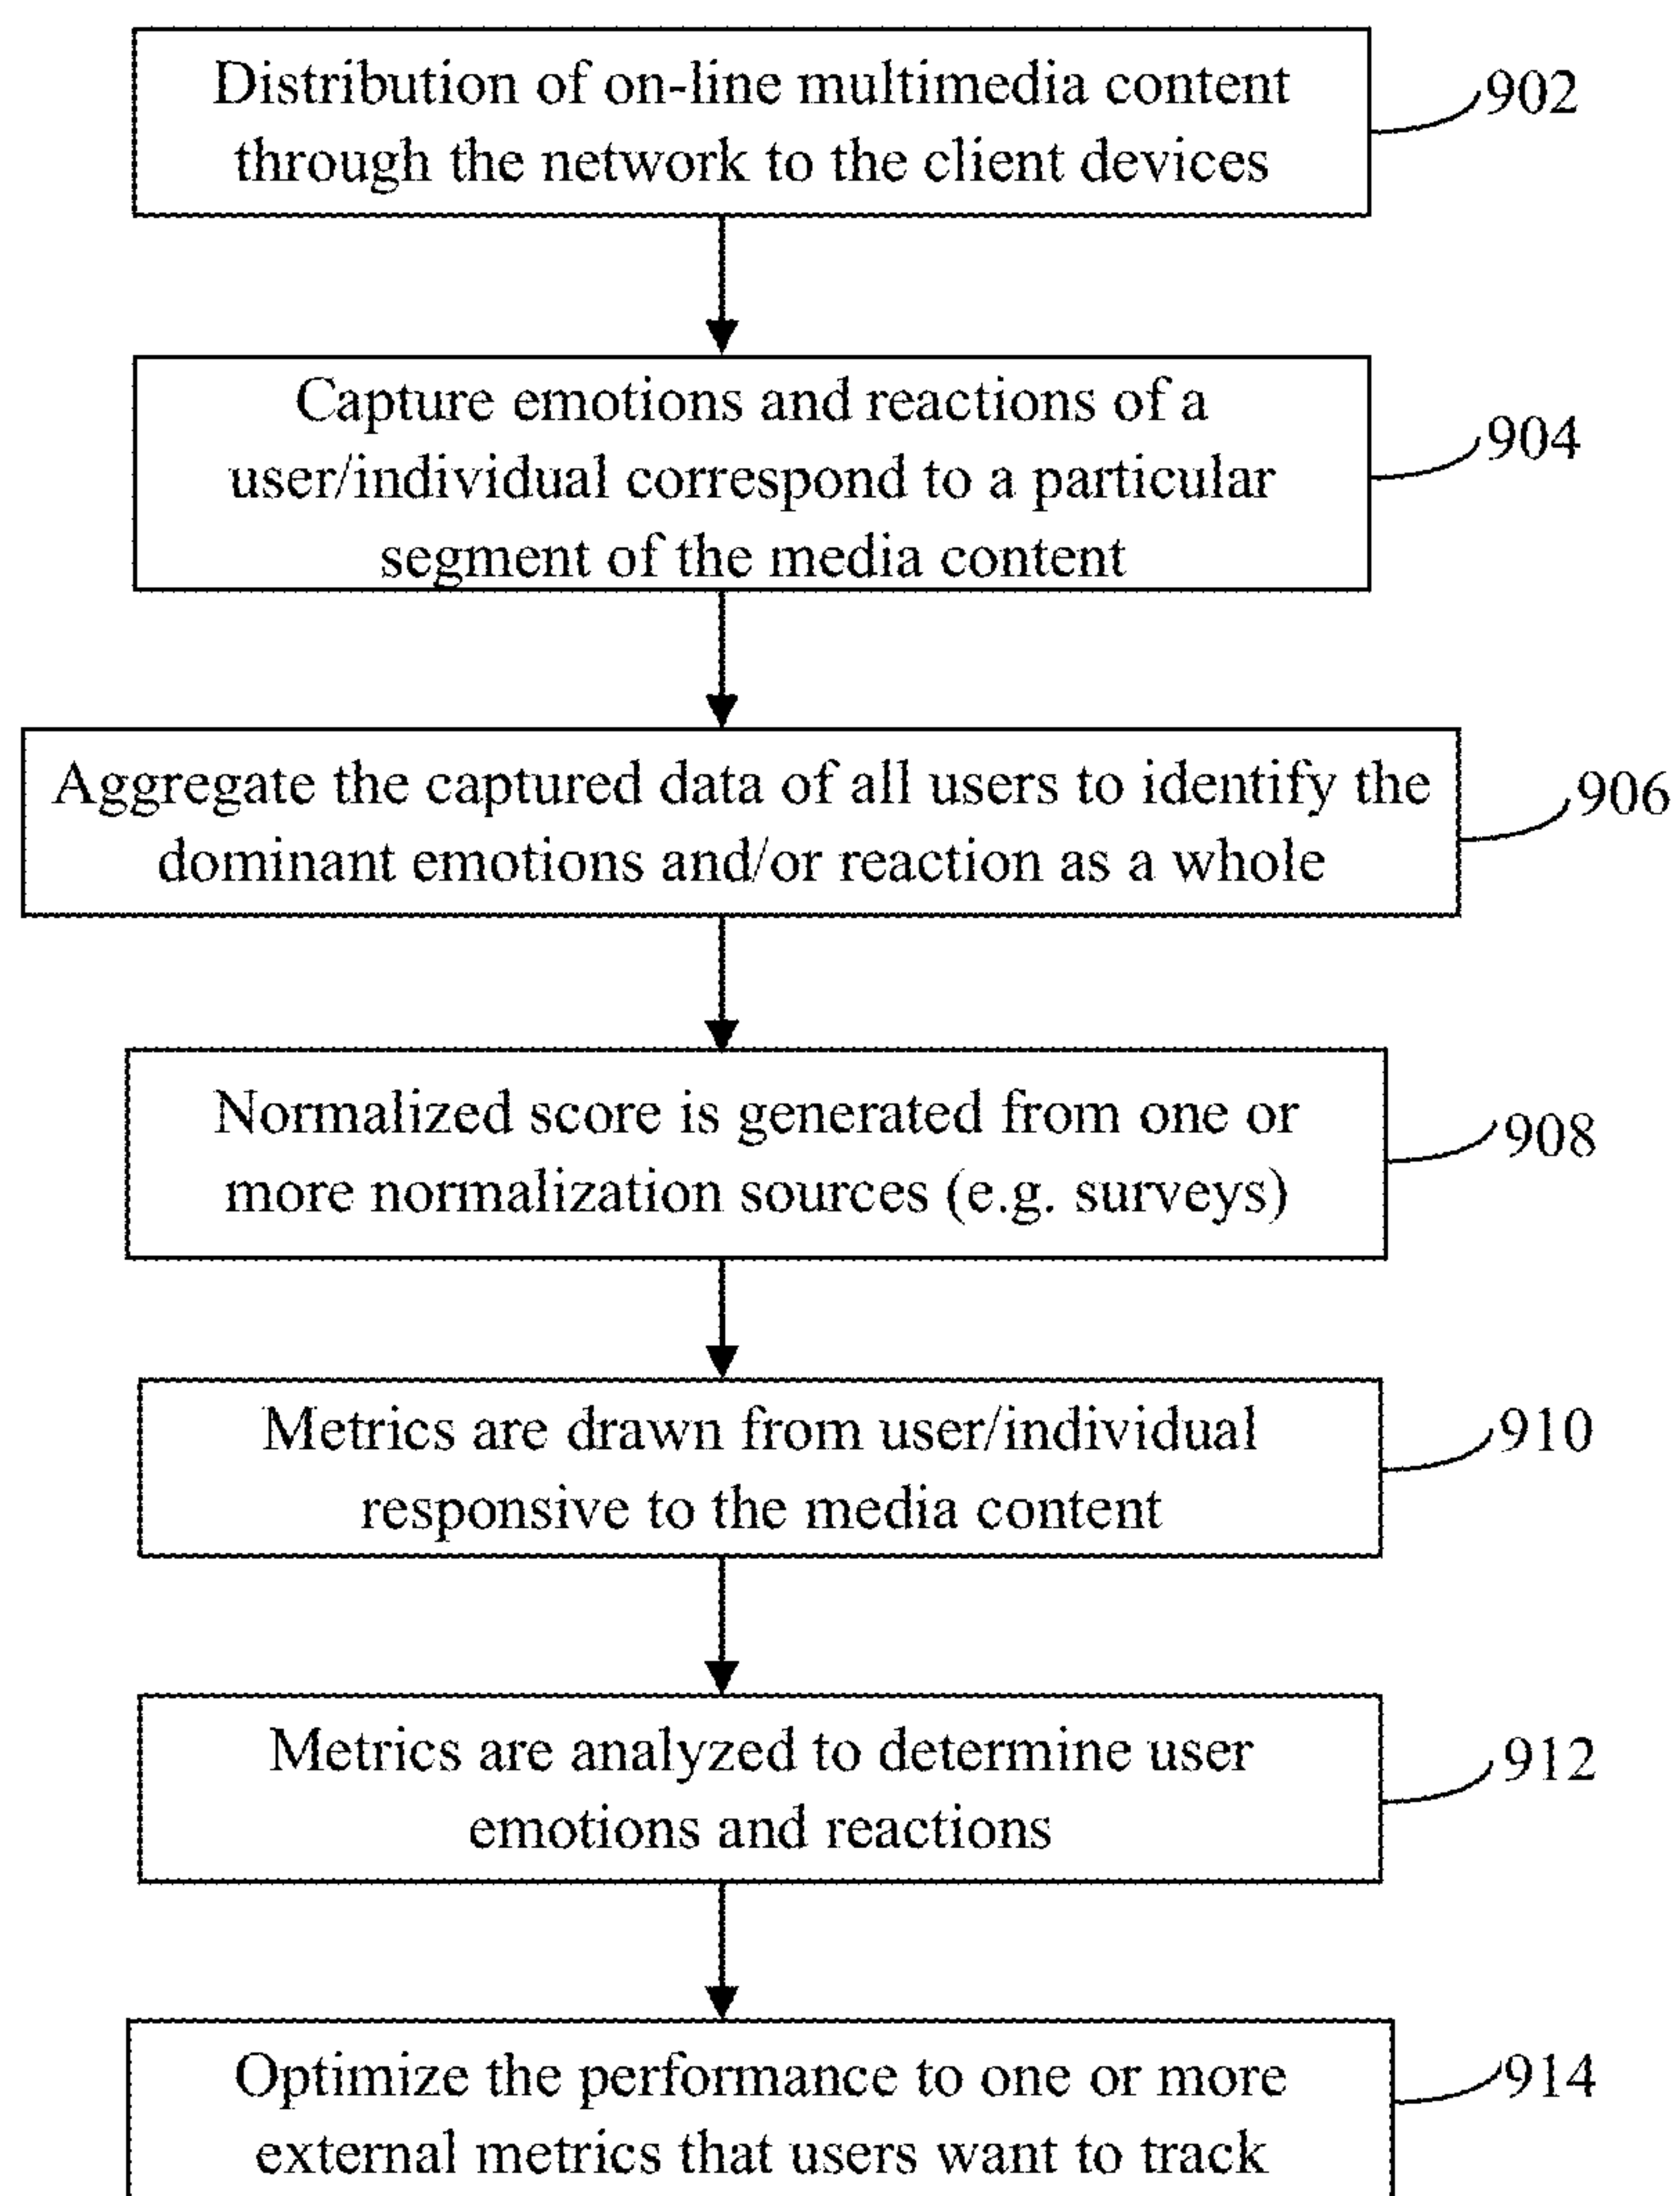 Distribution of on-line multimedia content
through the network to the client devices
902
Capture emotions and reactions of a
user/individual correspond to a particular
segment of the media content
904
Aggregate the captured data of all users to identify the
dominant emotions and/or reaction as a whole
906
Normalized score is generated from one or
more normalization sources (e.g. surveys)
908
Metrics are drawn from user/individual
responsive to the media content
910
Metrics are analyzed to determine user
emotions and reactions
912
Optimize the performance to one or more
external metrics that users want to track
914